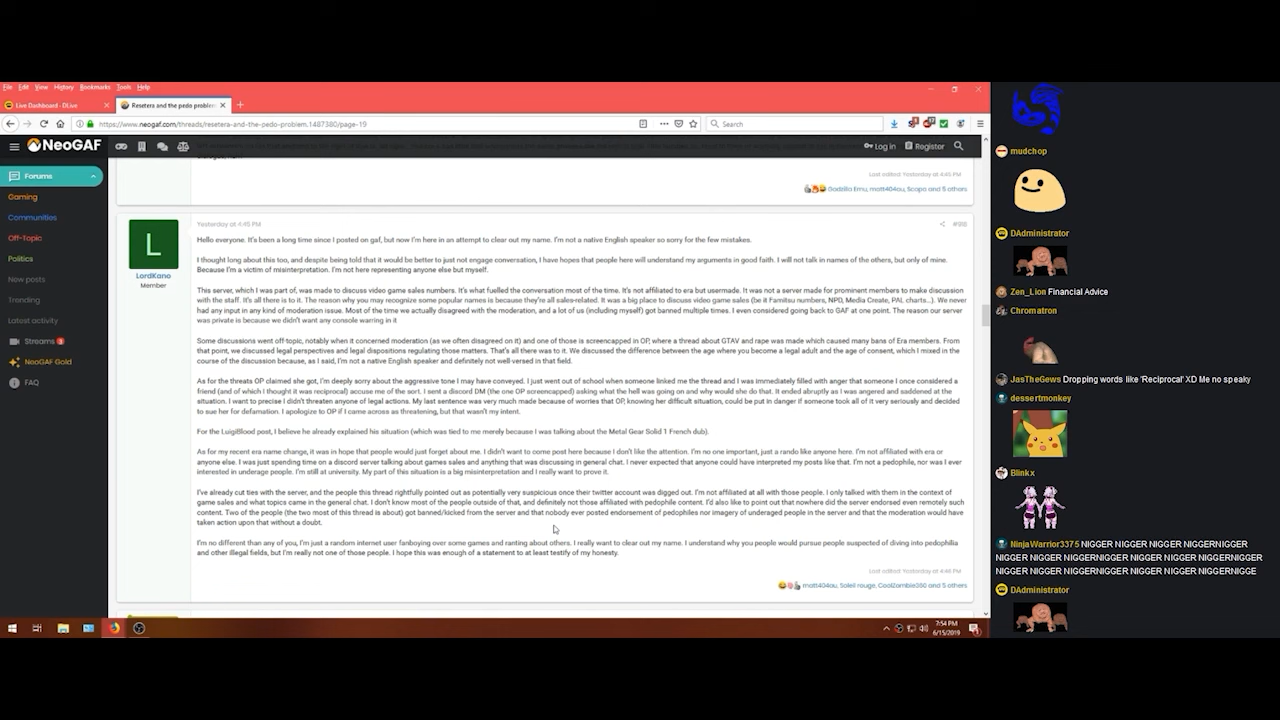 File Edit View History Bookmarks Tools Help
Live Dashboard - DLive
Resetera and the pedo problem
https://www.neogaf.com/threads/resetera-and-the-pedo-problem.1487380/page-19
Search
NeoGAF
Log in Register
Forums
Gaming
Communities
Off-Topic
Politics
New posts
Trending
Latest activity
Streams
NeoGAF Gold
FAQ
Last edited: Yesterday at 4:45 PM
Godzilla Emu, matt404au, Scopa and 5 others
Yesterday at 4:45 PM
L
LordKano
Member
Hello everyone. It's been a long time since I posted on gaf, but now I'm here in an attempt to clear out my name. I'm not a native English speaker so sorry for the few mistakes.
I thought long about this too, and despite being told that it would be better to just not engage conversation, I have hopes that people here will understand my arguments in good faith. I will not talk in names of the others, but only of mine.
Because I'm a victim of misinterpretation. I'm not here representing anyone else but myself.
This server, which I was part of, was made to discuss video game sales numbers. It's what fuelled the conversation most of the time. It's not affiliated to era but usermade. It was not a server made for prominent members to make discussion
with the staff. It's all there is to it. The reason why you may recognize some popular names is because they're all sales-related. It was a big place to discuss video game sales (be it Famitsu numbers, NPD, Media Create, PAL charts...). We never
had any input in any kind of moderation issue. Most of the time we actually disagreed with the moderation, and a lot of us (including myself) got banned multiple times. I even considered going back to GAF at one point. The reason our server
was private is because we didn't want any console warring in it
Some discussions went off-topic, notably when it concerned moderation (as we often disagreed on it) and one of those is screencapped in OP, where a thread about GTAV and rape was made which caused many bans of Era members. From
that point, we discussed legal perspectives and legal dispositions regulating those matters. That's all there was to it. We discussed the difference between the age where you become a legal adult and the age of consent, which I mixed in the
course of the discussion because, as I said, I'm not a native English speaker and definitely not well-versed in that field.
As for the threats OP claimed she got, I'm deeply sorry about the aggressive tone I may have conveyed. I just went out of school when someone linked me the thread and I was immediately filled with anger that someone I once considered a
friend (and of which I thought it was reciprocal) accuse me of the sort. I sent a discord DM (the one OP screencapped) asking what the hell was going on and why would she do that. It ended abruptly as I was angered and saddened at the
situation. I want to precise I didn't threaten anyone of legal actions. My last sentence was very much made because of worries that OP, knowing her difficult situation, could be put in danger if someone took all of it very seriously and decided
to sue her for defamation. I apologize to OP if I came across as threatening, but that wasn't my intent.
For the LuigiBlood post, I believe he already explained his situation (which was tied to me merely because I was talking about the Metal Gear Solid 1 French dub).
As for my recent era name change, it was in hope that people would just forget about me. I didn't want to come post here because I don't like the attention. I'm no one important, just a rando like anyone here. I'm not affiliated with era or
anyone else. I was just spending time on a discord server talking about games sales and anything that was discussing in general chat. I never expected that anyone could have interpreted my posts like that. I'm not a pedophile, nor was I ever
interested in underage people. I'm still at university. My part of this situation is a big misinterpretation and I really want to prove it.
I've already cut ties with the server, and the people this thread rightfully pointed out as potentially very suspicious once their twitter account was digged out. I'm not affiliated at all with those people. I only talked with them in the context of
game sales and what topics came in the general chat. I don't know most of the people outside of that, and definitely not those affiliated with pedophile content. I'd also like to point out that nowhere did the server endorsed even remotely such
content. Two of the people (the two most of this thread is about) got banned/kicked from the server and that nobody ever posted endorsement of pedophiles nor imagery of underaged people in the server and that the moderation would have
taken action upon that without a doubt.
I'm no different than any of you, I'm just a random internet user fanboying over some games and ranting about others. I really want to clear out my name. I understand why you people would pursue people suspected of diving into pedophilia
and other illegal fields, but I'm really not one of those people. I hope this was enough of a statement to at least testify of my honesty.
Last edited: Yesterday at 4:46 PM
matt404au, Soleil rouge, CoolZombie360 and 5 others
7:54 PM
6/15/2019
mudchop
DAdministrator
Zen_Lion Financial Advice
Chromatron
JasTheGews Dropping words like 'Reciprical' XD Me no speaky
dessertmonkey
Blinkx
NinjaWarrior3375 NIGGER NIGGER NIGGERNIGGER
NIGGER NIGGER NIGGERNIGGER NIGGER NIGGER NIGGERNIGGER
NIGGER NIGGER NIGGERNIGGER NIGGER NIGGER NIGGERNIGGE
DAdministrator